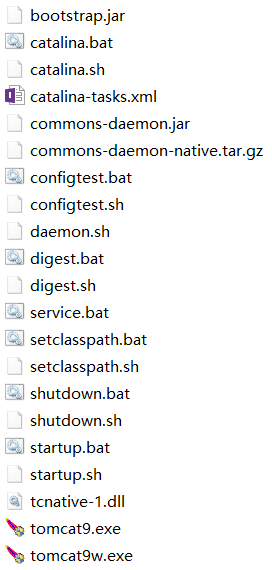 bootstrap.jar
catalina.bat
catalina.sh
catalina-tasks.xml
commons-daemon.jar
commons-daemon-native.tar.gz
configtest.bat
configtest.sh
daemon.sh
digest.bat
digest.sh
service.bat
setclasspath.bat
setclasspath.sh
shutdown.bat
shutdown.sh
startup.bat
startup.sh
tcnative-1.dll
tomcat9.exe
tomcat9w.exe